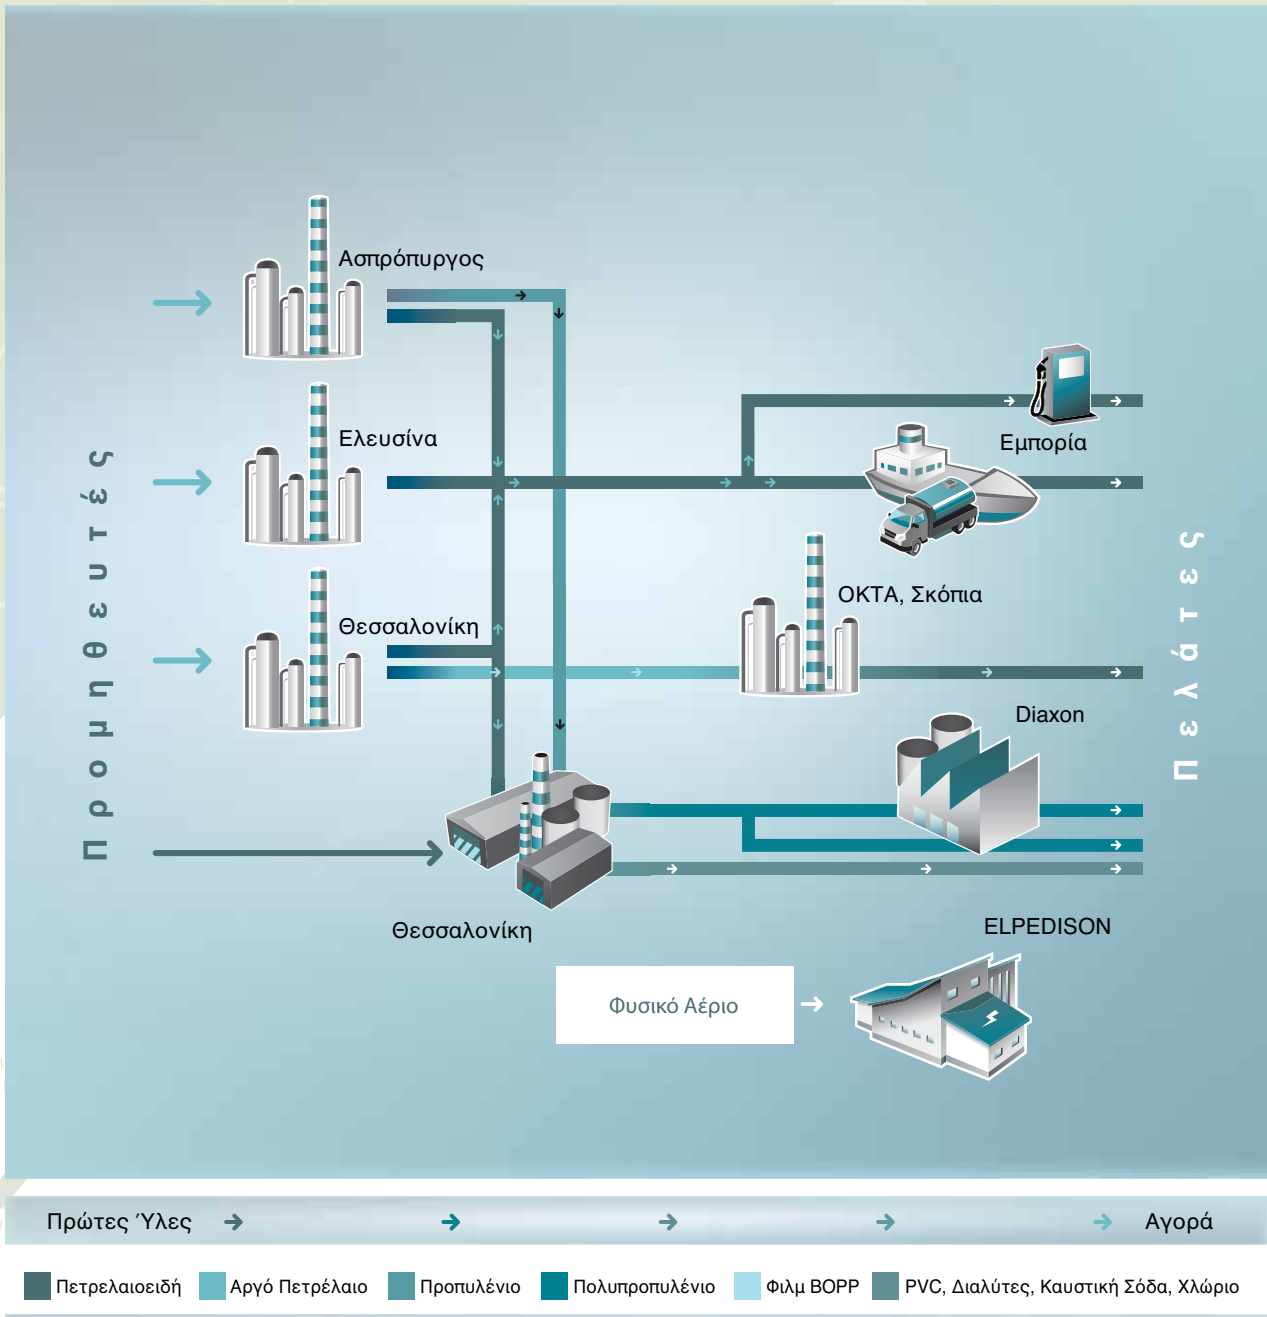 Προμηθευτές
Ασπρόπυργος
Ελευσίνα
Θεσσαλονίκη
Εμπορία
ΟΚΤΑ, Σκόπια
Diaxon
Πελάτες
Θεσσαλονίκη
ELPEDISON
Φυσικό Αέριο
Πρώτες Ύλες
Αγορά
Πετρελαιοειδή
Αργό Πετρέλαιο
Προπυλένιο
Πολυπροπυλένιο
Φιλμ BOPP
PVC, Διαλύτες, Καυστική Σόδα, Χλώριο